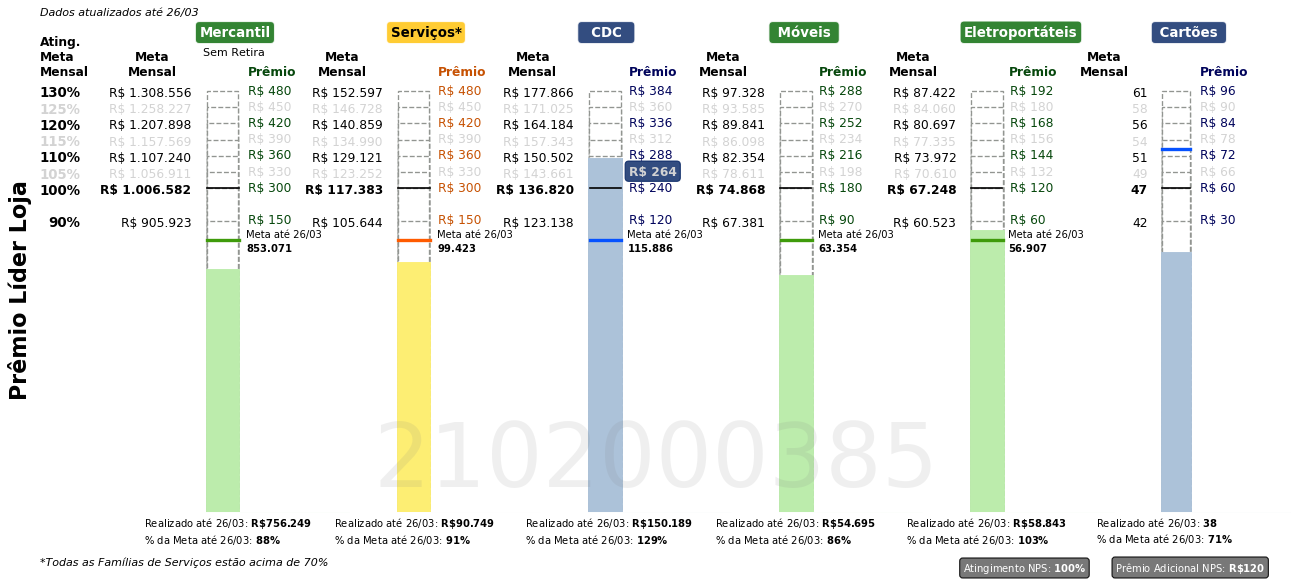 Dados atualizados até 26/03
Mercantil Serviços* CDC Móveis Eletroportáteis Cartões
Sem Retira
Ating. Meta Mensal Meta Mensal Prêmio Meta Mensal Prêmio Meta Mensal Prêmio Meta Mensal Prêmio Meta Mensal Prêmio Meta Mensal Prêmio
130% R$ 1.308.556 R$ 480 R$ 152.597 R$ 480 R$ 177.866 R$ 384 R$ 97.328 R$ 288 R$ 87.422 R$ 192 61 R$ 96
125% R$ 1.258.227 R$ 450 R$ 146.728 R$ 450 R$ 171.025 R$ 360 R$ 93.585 R$ 270 R$ 84.060 R$ 180 58 R$ 90
120% R$ 1.207.898 R$ 420 R$ 140.859 R$ 420 R$ 164.184 R$ 336 R$ 89.841 R$ 252 R$ 80.697 R$ 168 56 R$ 84
115% R$ 1.157.569 R$ 390 R$ 134.990 R$ 390 R$ 157.343 R$ 312 R$ 86.098 R$ 234 R$ 77.335 R$ 156 54 R$ 78
110% R$ 1.107.240 R$ 360 R$ 129.121 R$ 360 R$ 150.502 R$ 288 R$ 82.354 R$ 216 R$ 73.972 R$ 144 51 R$ 72
105% R$ 1.056.911 R$ 330 R$ 123.252 R$ 330 R$ 143.661 R$ 264 R$ 78.611 R$ 198 R$ 70.610 R$ 132 49 R$ 66
100% R$ 1.006.582 R$ 300 R$ 117.383 R$ 300 R$ 136.820 R$ 240 R$ 74.868 R$ 180 R$ 67.248 R$ 120 47 R$ 60
90% R$ 905.923 R$ 150 R$ 105.644 R$ 150 R$ 123.138 R$ 120 R$ 67.381 R$ 90 R$ 60.523 R$ 60 42 R$ 30
Meta até 26/03 Meta até 26/03 Meta até 26/03 Meta até 26/03 Meta até 26/03
853.071 99.423 115.886 63.354 56.907
Prêmio Líder Loja
2102000385
Realizado até 26/03: R$756.249 Realizado até 26/03: R$90.749 Realizado até 26/03: R$150.189 Realizado até 26/03: R$54.695 Realizado até 26/03: R$58.843 Realizado até 26/03: 38
% da Meta até 26/03: 88% % da Meta até 26/03: 91% % da Meta até 26/03: 129% % da Meta até 26/03: 86% % da Meta até 26/03: 103% % da Meta até 26/03: 71%
*Todas as Famílias de Serviços estão acima de 70%
Atingimento NPS: 100% Prêmio Adicional NPS: R$120